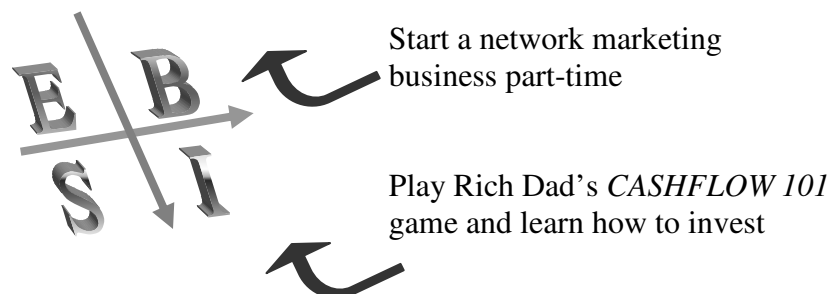 E B
Start a network marketing
business part-time
S I
Play Rich Dad’s CASHFLOW 101
game and learn how to invest